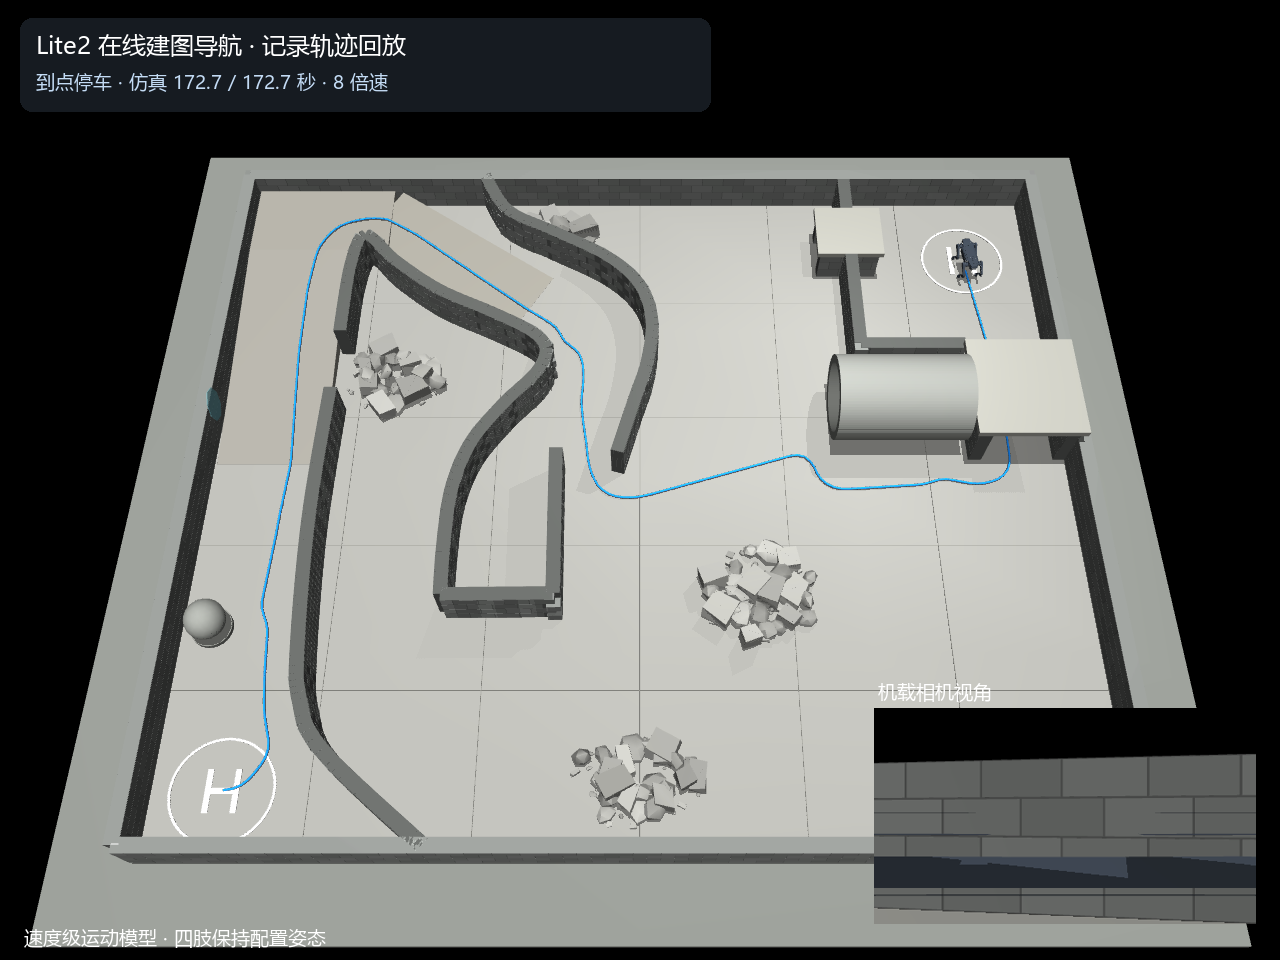 Lite2 在线建图导航 · 记录轨迹回放
到点停车 · 仿真 172.7 / 172.7 秒 · 8 倍速
H
机载相机视角
速度级运动模型 · 四肢保持配置姿态